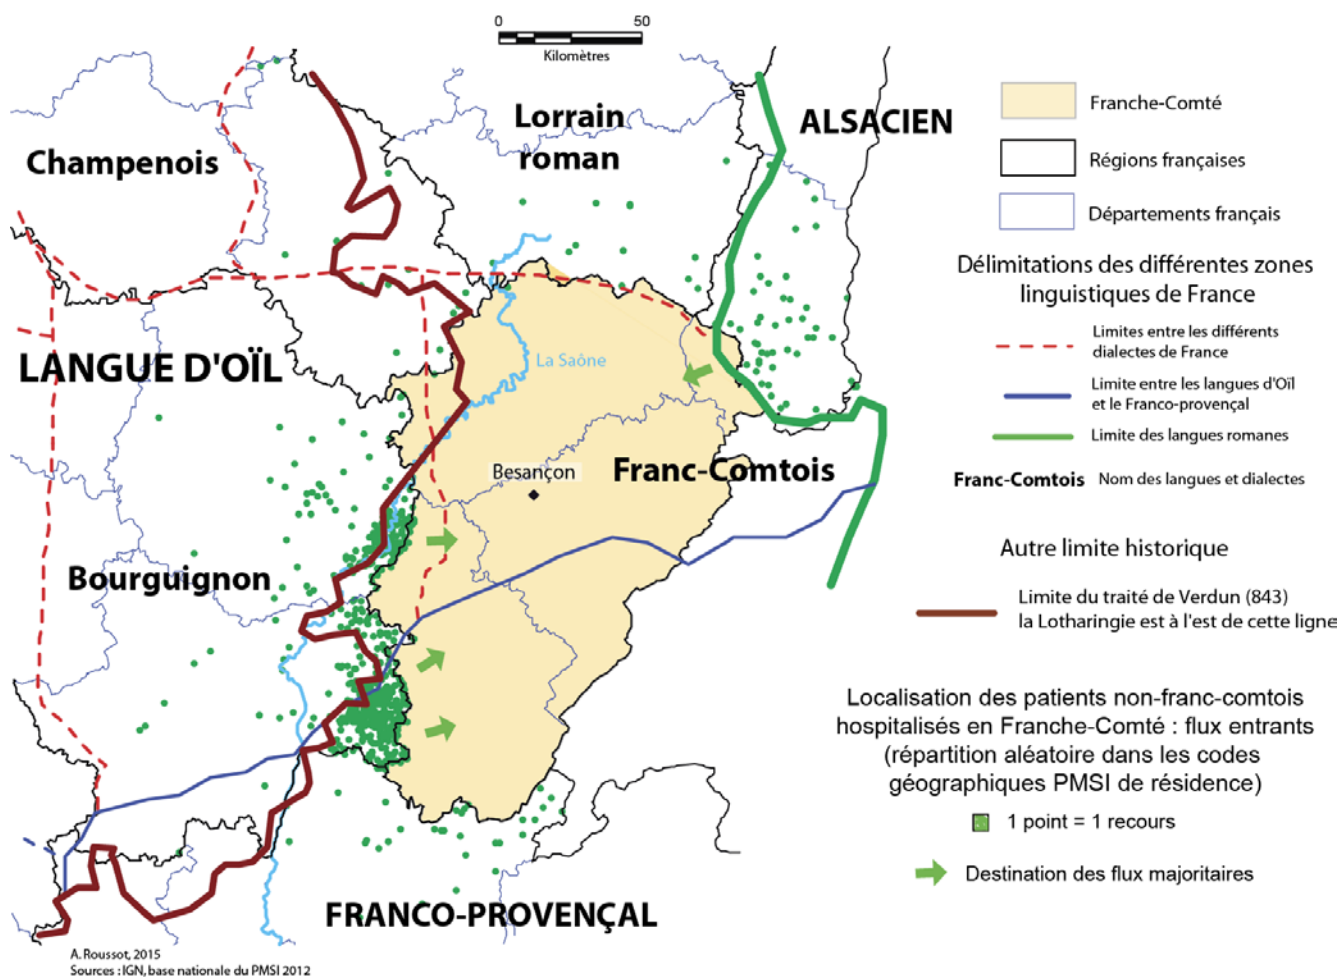 0
50
Kilomètres
Lorrain
roman
ALSACIEN
Champenois
LANGUE D'OÏL
La Saône
Besançon
Franc-Comtois
Bourguignon
FRANCO-PROVENÇAL
A. Roussot, 2015
Sources : IGN, base nationale du PMSI 2012
Franche-Comté
Régions françaises
Départements français
Délimitations des différentes zones
linguistiques de France
Limites entre les différents
dialectes de France
Limite entre les langues d'Oïl
et le Franco-provençal
Limite des langues romanes
Franc-Comtois Nom des langues et dialectes
Autre limite historique
Limite du traité de Verdun (843)
la Lotharingie est à l'est de cette ligne
Localisation des patients non-franc-comtois
hospitalisés en Franche-Comté : flux entrants
(répartition aléatoire dans les codes
géographiques PMSI de résidence)
1 point = 1 recours
Destination des flux majoritaires